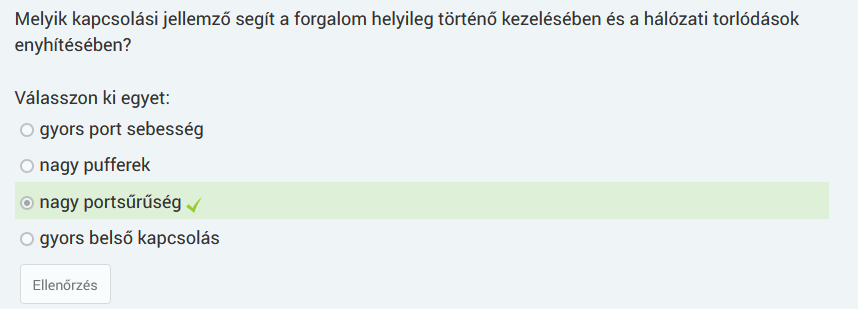 Melyik kapcsolási jellemző segít a forgalom helyileg történő kezelésében és a hálózati torlódások
enyhítésében?
Válasszon ki egyet:
gyors port sebesség
nagy pufferek
nagy portsűrűség
gyors belső kapcsolás
Ellenőrzés